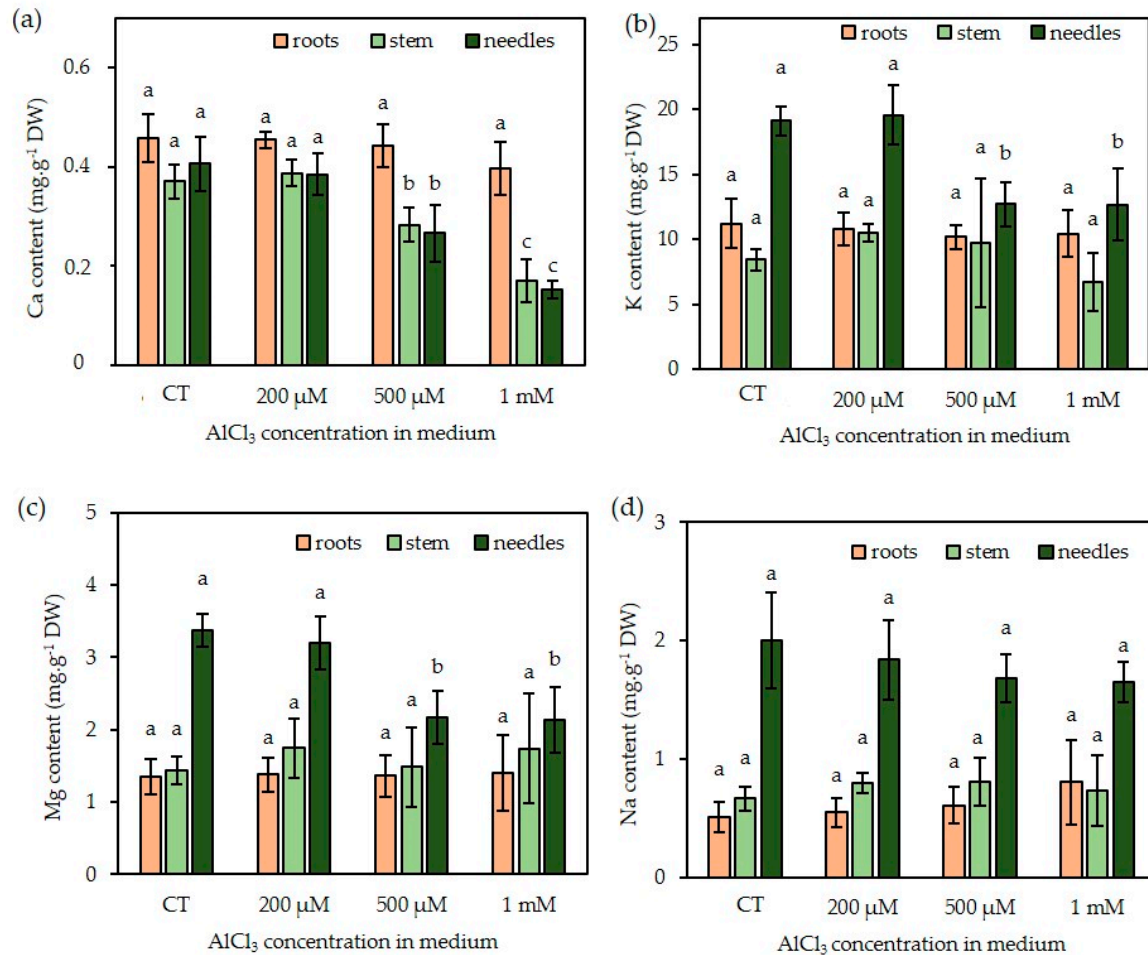 (a)
roots stem needles
0.6
0.4
0.2
0
Ca content (mg.g⁻¹ DW)
a a a
a a a
a b b
a c c
CT 200 µM 500 µM 1 mM
AlCl₃ concentration in medium
(b)
roots stem needles
25
20
15
10
5
0
K content (mg.g⁻¹ DW)
a a a
a a a
a a b
a a b
CT 200 µM 500 µM 1 mM
AlCl₃ concentration in medium
(c)
roots stem needles
5
4
3
2
1
0
Mg content (mg.g⁻¹ DW)
a a a
a a a
a a b
a a b
CT 200 µM 500 µM 1 mM
AlCl₃ concentration in medium
(d)
roots stem needles
3
2
1
0
Na content (mg.g⁻¹ DW)
a a a
a a a
a a a
a a a
CT 200 µM 500 µM 1 mM
AlCl₃ concentration in medium